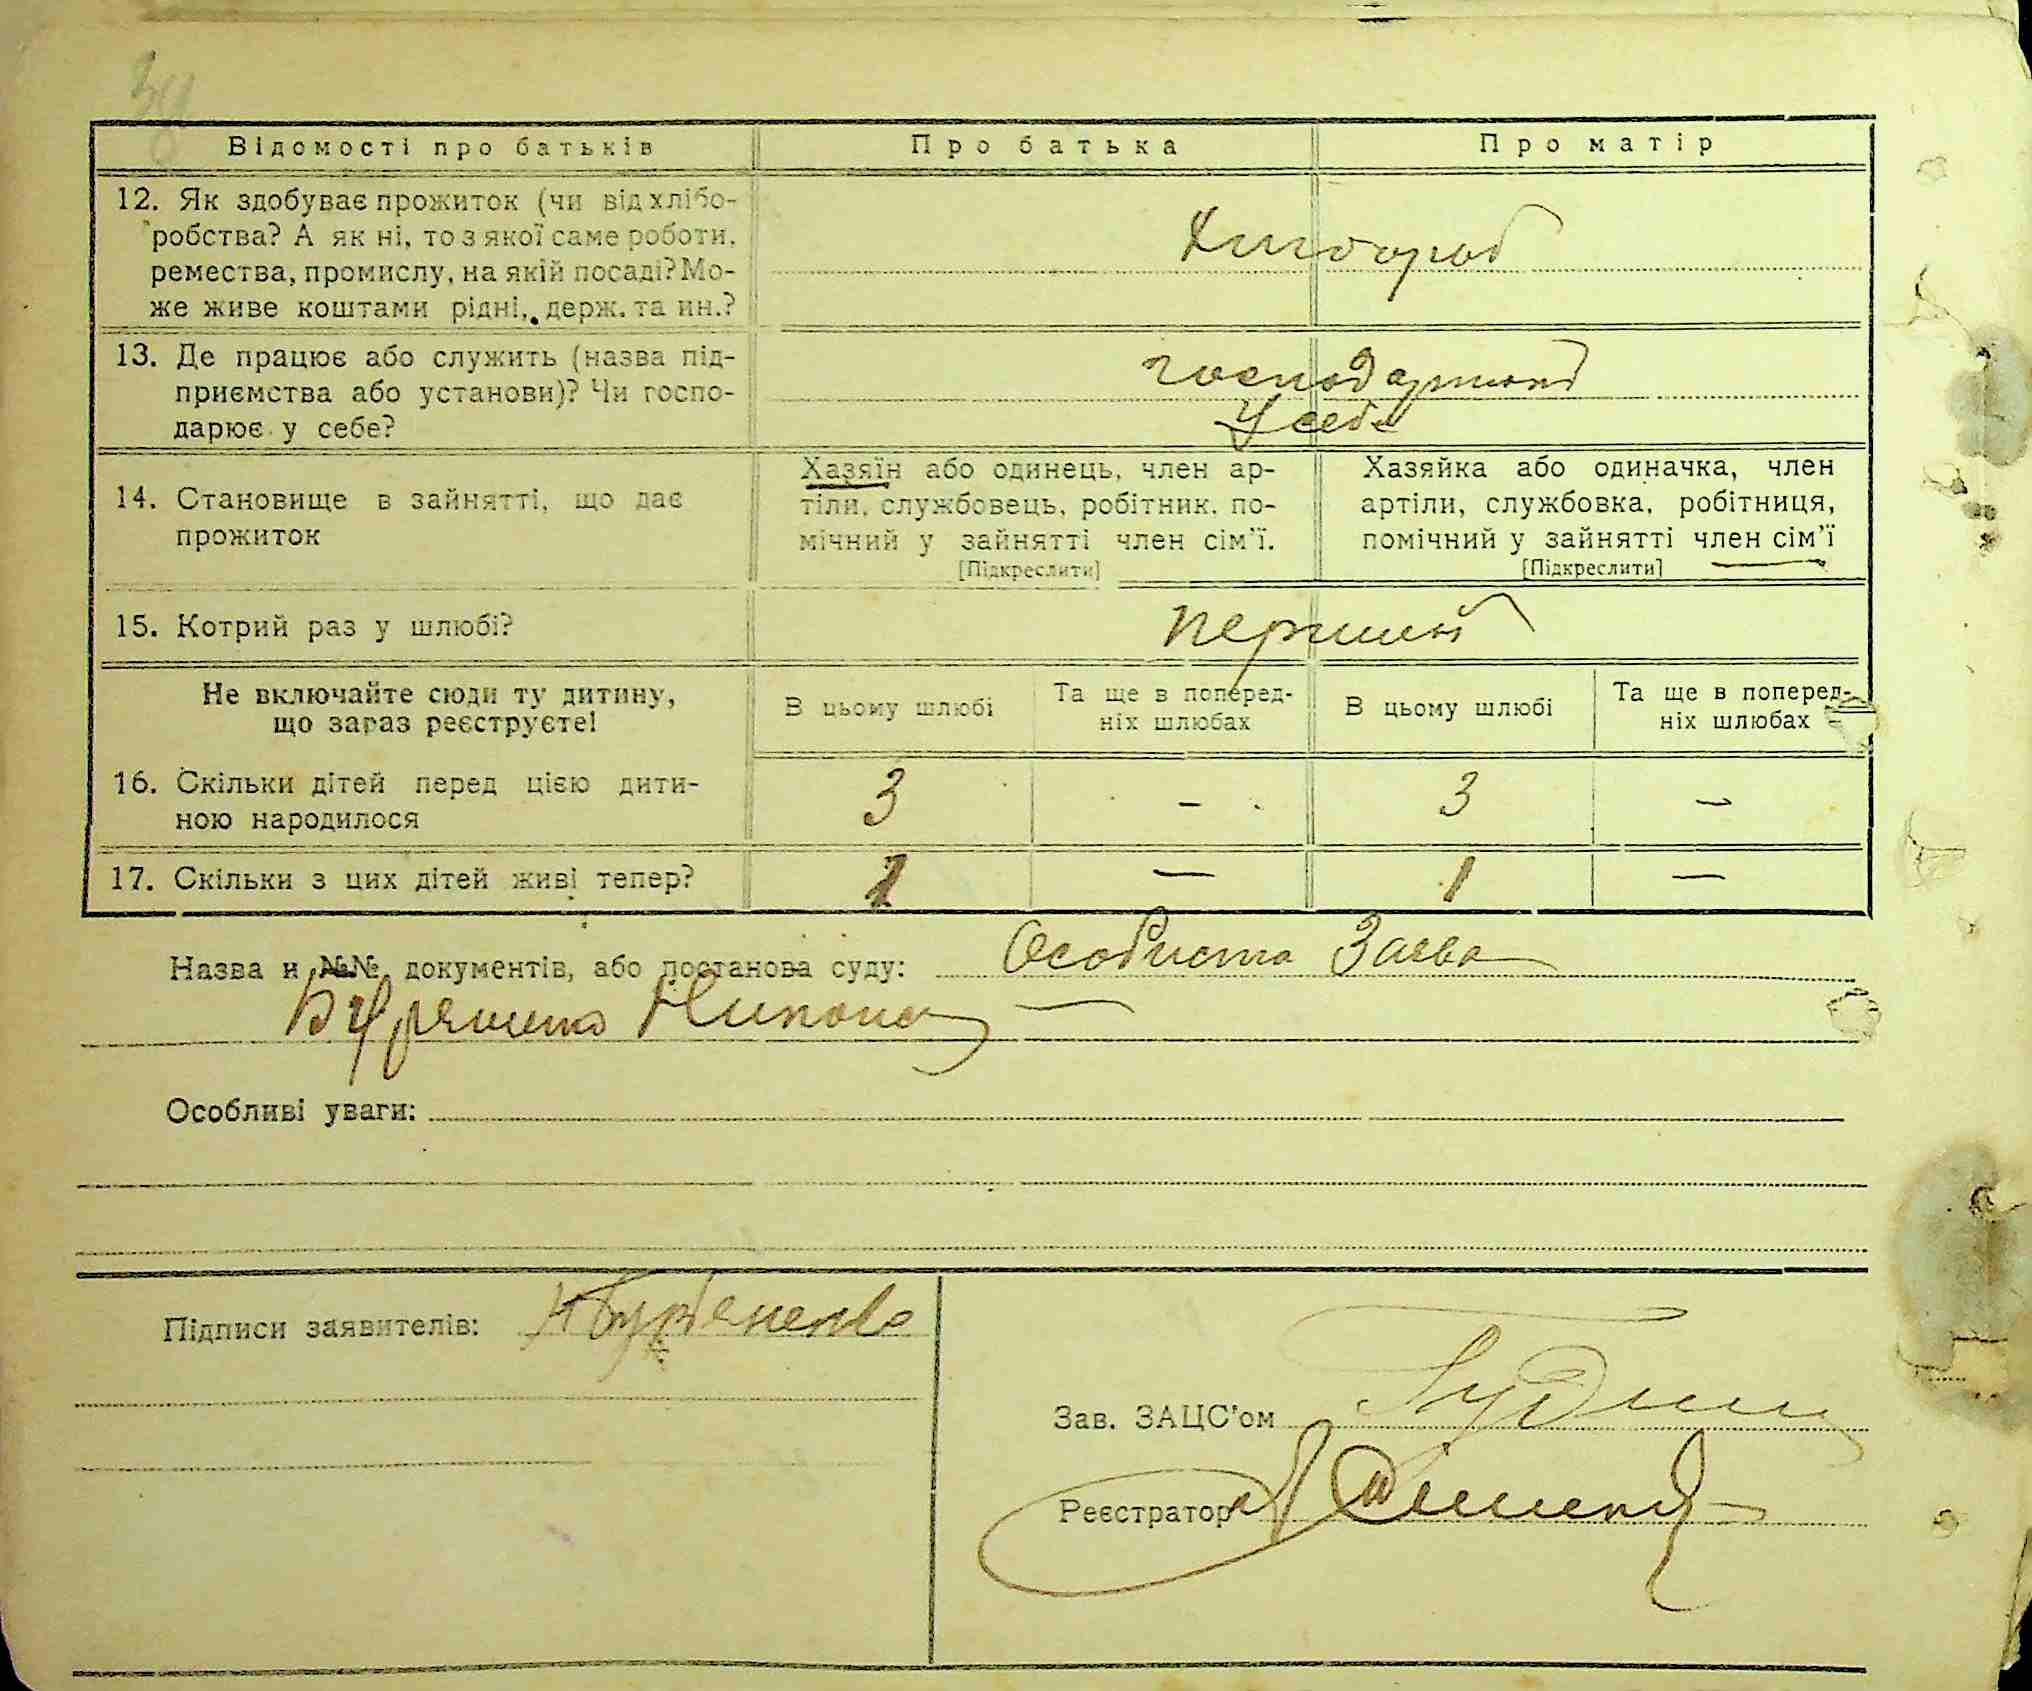 Відомості про батьків Про батька Про матір
12. Як здобуває прожиток (чи від хлібо-
робства? А як ні, то з якої саме роботи,
ремества, промислу, на якій посаді? Мо-
же живе коштами рідні, держ. та ин.?
Хлібороб
13. Де працює або служить (назва під-
приємства або установи)? Чи госпо-
дарює у себе?
у себе
14. Становище в зайнятті, що дає
прожиток
Хазяїн або одинець, член ар-
тіли, службовець, робітник, по-
мічний у зайнятті член сім'ї.
[Підкреслити]
Хазяйка або одиначка, член
артіли, службовка, робітниця,
помічний у зайнятті член сім'ї
[Підкреслити]
15. Котрий раз у шлюбі? перший
Не включайте сюди ту дитину,
що зараз реєструєте!
В цьому шлюбі
Та ще в поперед-
ніх шлюбах
В цьому шлюбі
Та ще в поперед-
ніх шлюбах
16. Скільки дітей перед цією дити-
ною народилося
3 - 3 -
17. Скільки з цих дітей живі тепер? 1 — 1 —
Назва и №№ документів, або постанова суду: Особиста Заява
Особливі уваги:
Підписи заявителів:
Зав. ЗАЦС'ом
Реєстратор